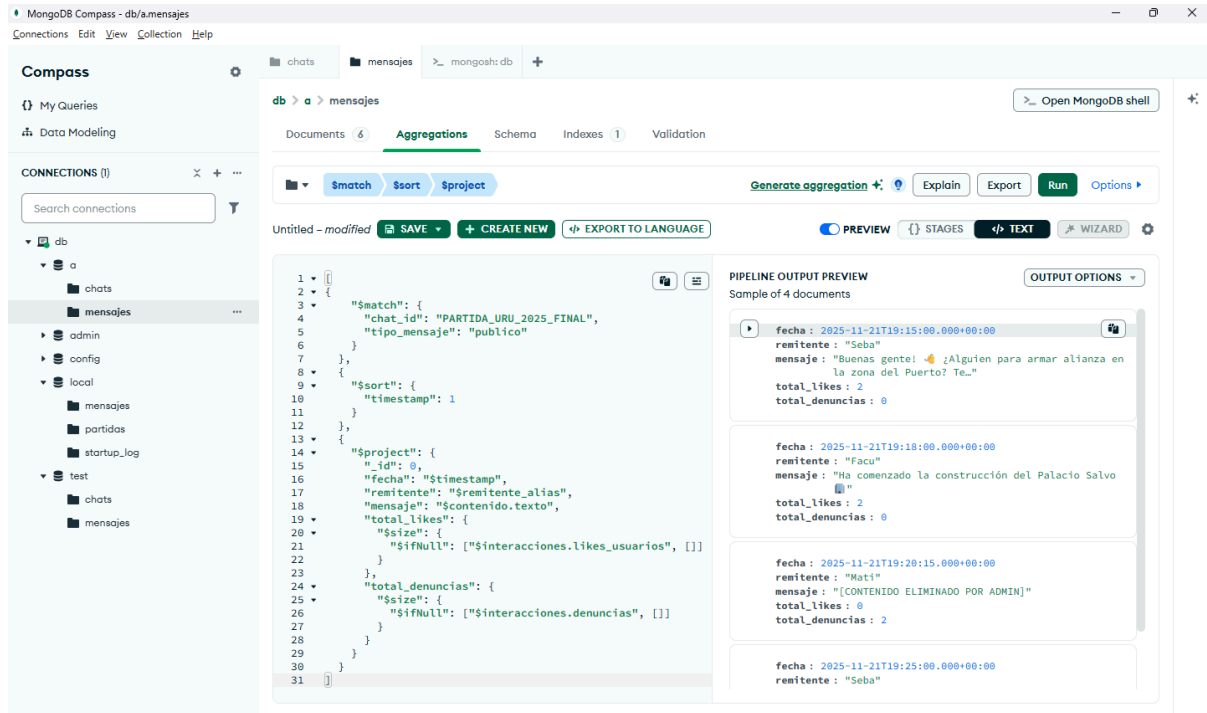 MongoDB Compass - db/a.mensajes
Connections Edit View Collection Help
Compass
{} My Queries
Data Modeling
CONNECTIONS (1)
Search connections
db
a
chats
mensajes
admin
config
local
mensajes
partidas
startup_log
test
chats
mensajes
chats
mensajes
>_ mongosh: db
db > a > mensajes
>_ Open MongoDB shell
Documents 6
Aggregations
Schema
Indexes 1
Validation
$match
$sort
$project
Generate aggregation
Explain
Export
Run
Options
Untitled – modified
SAVE
+ CREATE NEW
</> EXPORT TO LANGUAGE
PREVIEW
{} STAGES
</> TEXT
WIZARD
1 [
2 {
3 "$match": {
4 "chat_id": "PARTIDA_URU_2025_FINAL",
5 "tipo_mensaje": "publico"
6 }
7 },
8 {
9 "$sort": {
10 "timestamp": 1
11 }
12 },
13 {
14 "$project": {
15 "_id": 0,
16 "fecha": "$timestamp",
17 "remitente": "$remitente_alias",
18 "mensaje": "$contenido.texto",
19 "total_likes": {
20 "$size": {
21 "$ifNull": ["$interacciones.likes_usuarios", []]
22 }
23 },
24 "total_denuncias": {
25 "$size": {
26 "$ifNull": ["$interacciones.denuncias", []]
27 }
28 }
29 }
30 }
31 ]
PIPELINE OUTPUT PREVIEW
OUTPUT OPTIONS
Sample of 4 documents
fecha : 2025-11-21T19:15:00.000+00:00
remitente : "Seba"
mensaje : "Buenas gente! 👋 ¿Alguien para armar alianza en
la zona del Puerto? Te…"
total_likes : 2
total_denuncias : 0
fecha : 2025-11-21T19:18:00.000+00:00
remitente : "Facu"
mensaje : "Ha comenzado la construcción del Palacio Salvo
🏢"
total_likes : 2
total_denuncias : 0
fecha : 2025-11-21T19:20:15.000+00:00
remitente : "Mati"
mensaje : "[CONTENIDO ELIMINADO POR ADMIN]"
total_likes : 0
total_denuncias : 2
fecha : 2025-11-21T19:25:00.000+00:00
remitente : "Seba"